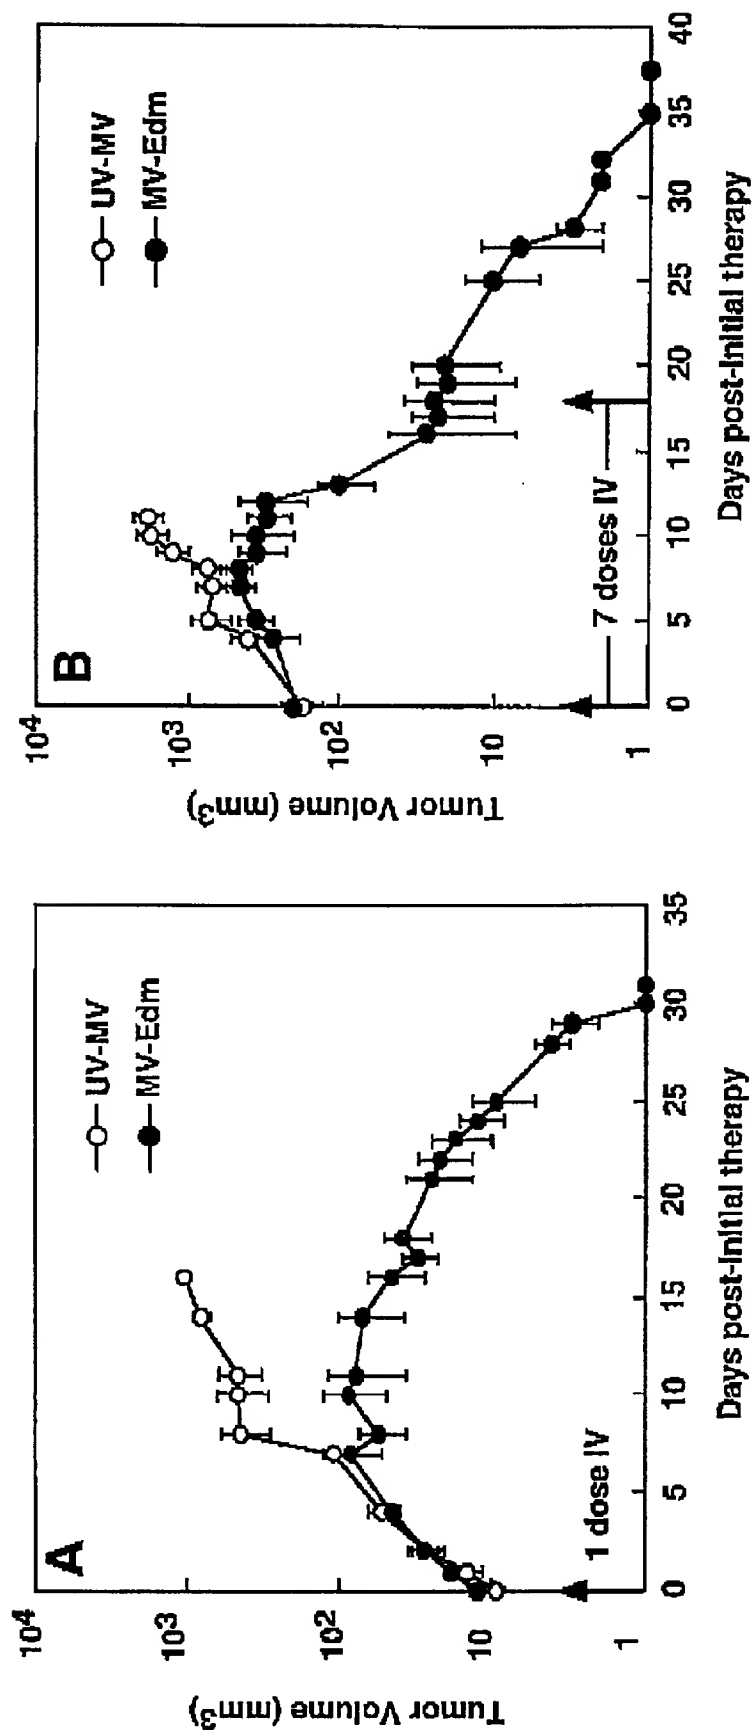 A
Tumor Volume (mm3)
104
103
102
10
1
UV-MV
MV-Edm
1 dose IV
0 5 10 15 20 25 30 35
Days post-Initial therapy
B
Tumor Volume (mm3)
104
103
102
10
1
UV-MV
MV-Edm
7 doses IV
0 5 10 15 20 25 30 35 40
Days post-Initial therapy